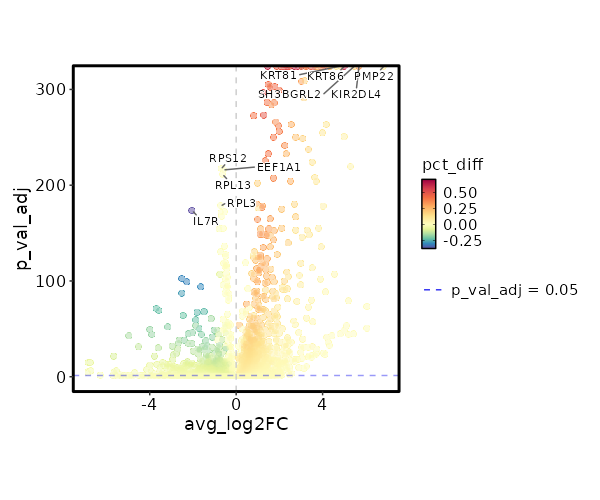 KRT81 KRT86 PMP22
SH3BGRL2 KIR2DL4
RPS12
EEF1A1
RPL13
RPL3
IL7R
300
200
100
0
p_val_adj
-4 0 4
avg_log2FC
pct_diff
0.50
0.25
0.00
-0.25
p_val_adj = 0.05